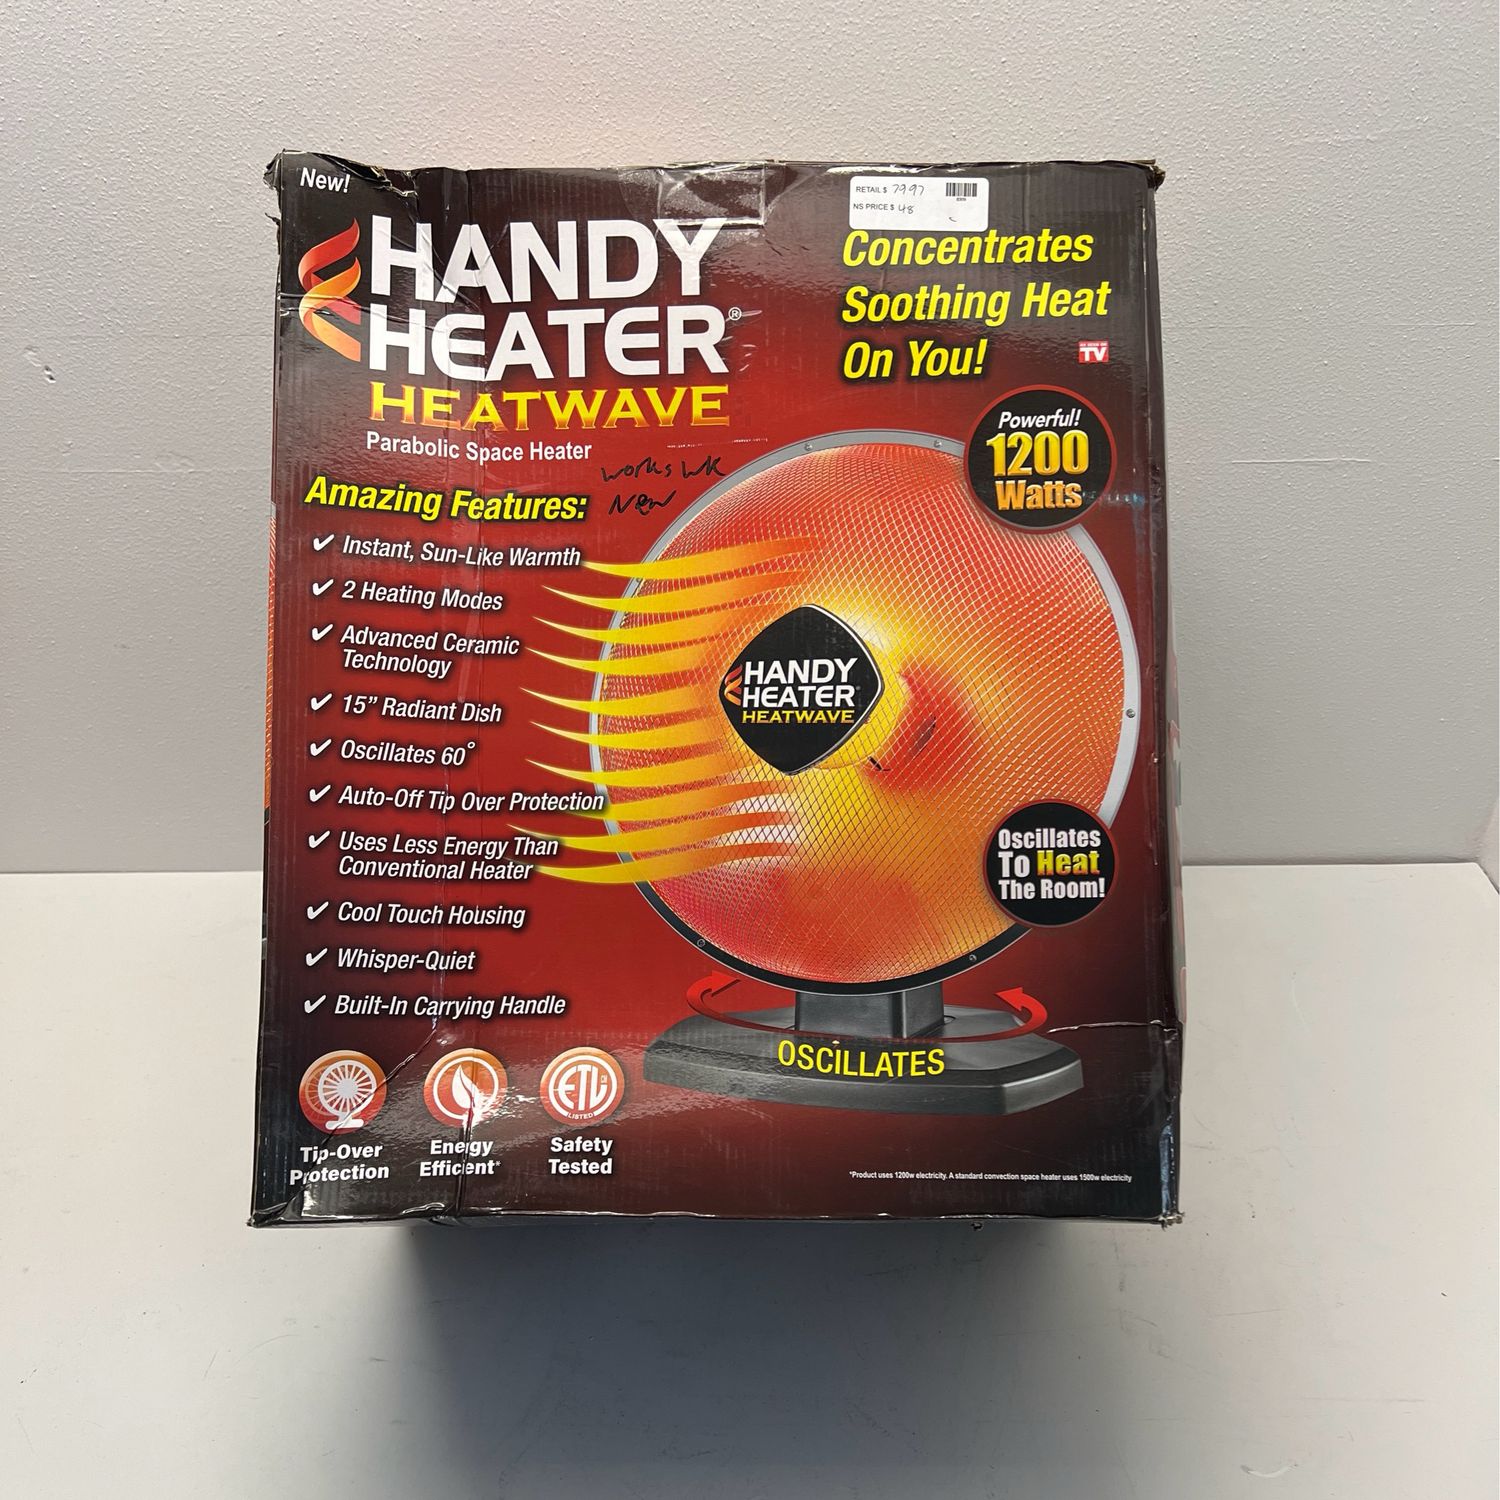 New!
HANDY
HEATER®
HEATWAVE
Parabolic Space Heater
RETAIL $ 7997
NS PRICE $ 48
Concentrates
Soothing Heat
On You!
TV
Powerful!
1200
Watts
works
New
Amazing Features:
✔ Instant, Sun-Like Warmth
✔ 2 Heating Modes
✔ Advanced Ceramic
Technology
✔ 15” Radiant Dish
✔ Oscillates 60°
✔ Auto-Off Tip Over Protection
✔ Uses Less Energy Than
Conventional Heater
✔ Cool Touch Housing
✔ Whisper-Quiet
✔ Built-In Carrying Handle
HANDY
HEATER
HEATWAVE
Oscillates
To Heat
The Room!
OSCILLATES
ETL
LISTED
Tip-Over
Protection
Energy
Efficent*
Safety
Tested
*Product uses 1200w electricity. A standard convection space heater uses 1500w electricity